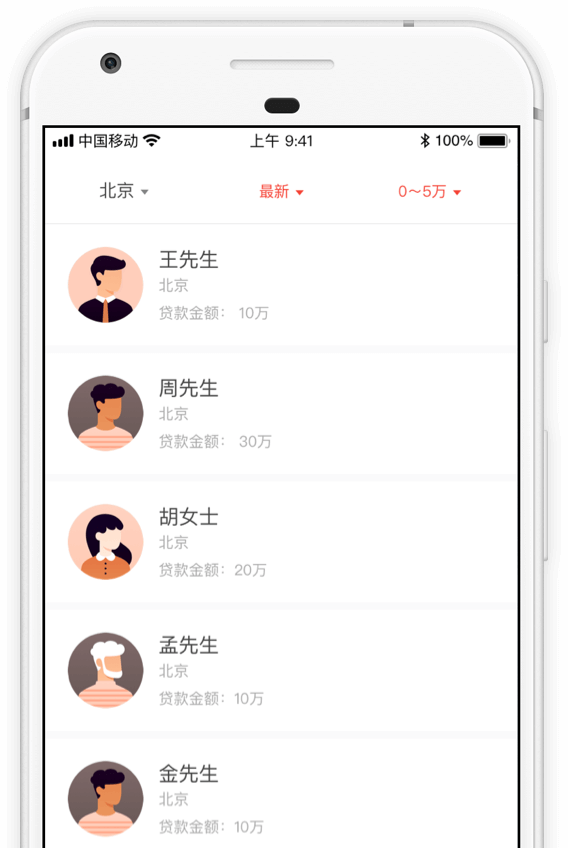 中国移动 上午 9:41 100%
北京 最新 0～5万
王先生
北京
贷款金额： 10万
周先生
北京
贷款金额： 30万
胡女士
北京
贷款金额：20万
孟先生
北京
贷款金额：10万
金先生
北京
贷款金额：10万